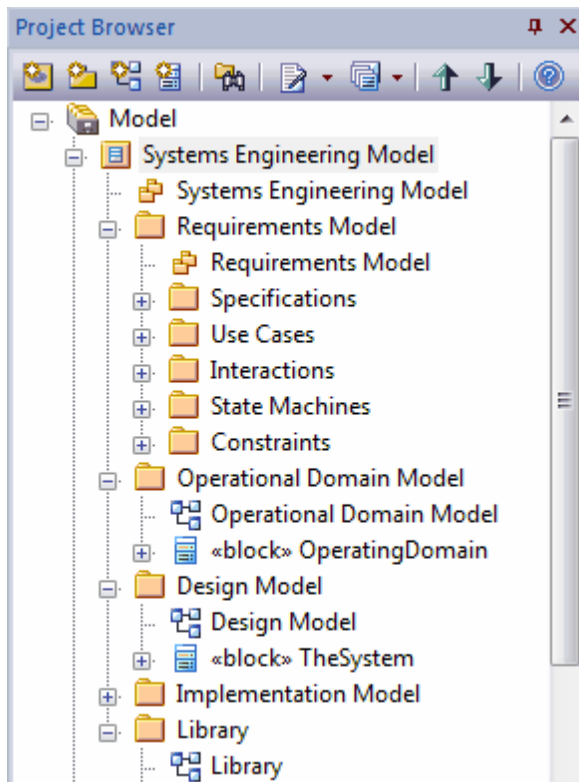 Project Browser
Model
Systems Engineering Model
Systems Engineering Model
Requirements Model
Requirements Model
Specifications
Use Cases
Interactions
State Machines
Constraints
Operational Domain Model
Operational Domain Model
«block» OperatingDomain
Design Model
Design Model
«block» TheSystem
Implementation Model
Library
Library